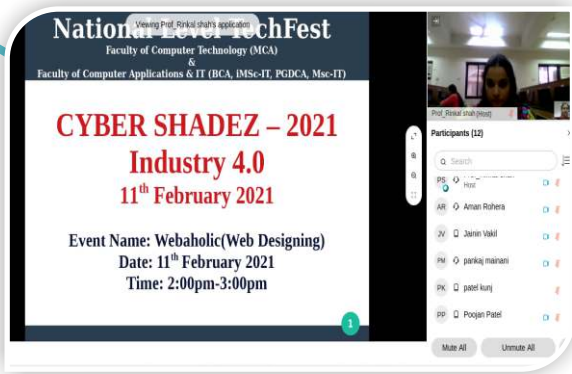 Viewing Prof_Rinkal shah's application
National Level TechFest
Faculty of Computer Technology (MCA)
&
Faculty of Computer Applications & IT (BCA, iMSc-IT, PGDCA, Msc-IT)
CYBER SHADEZ – 2021
Industry 4.0
11th February 2021
Event Name: Webaholic(Web Designing)
Date: 11th February 2021
Time: 2:00pm-3:00pm
1
Prof_Rinkal shah (Host)
Participants (12)
Search
PS
Host
AR Aman Rohera
JV Jainin Vakil
PM pankaj mainani
PK patel kunj
PP Poojan Patel
Mute All Unmute All